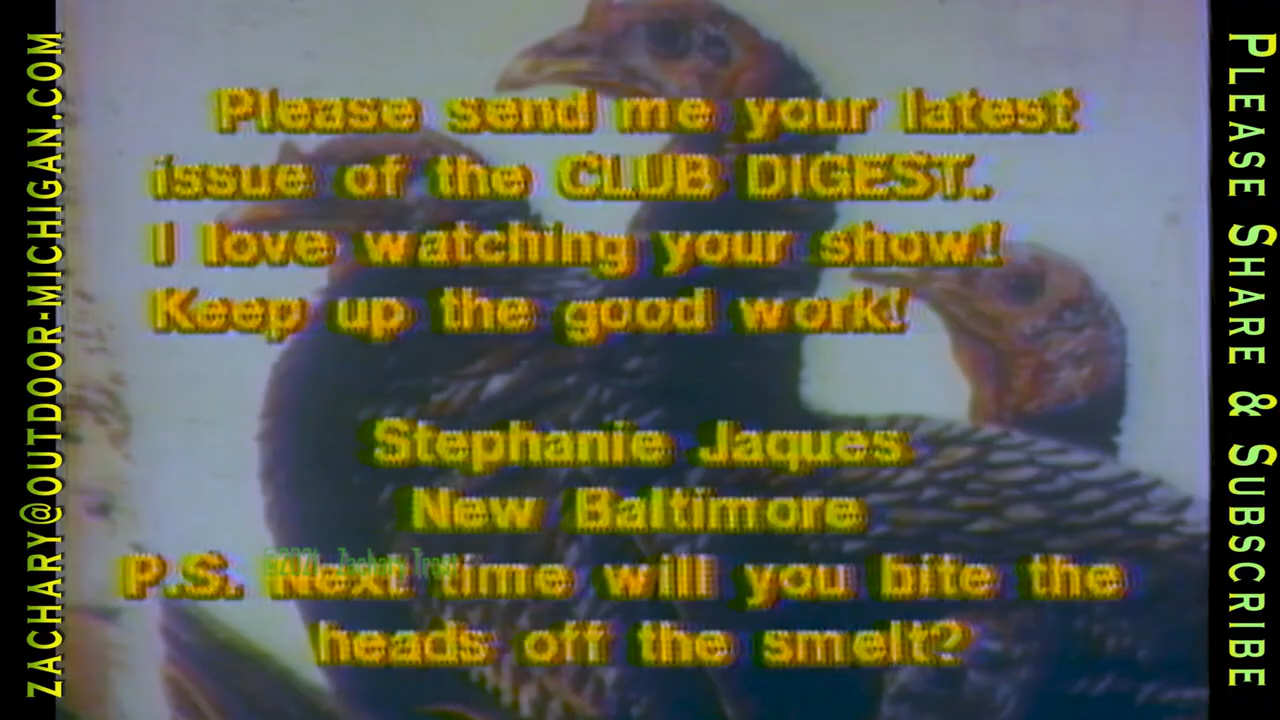 ZACHARY@OUTDOOR-MICHIGAN.COM
Please send me your latest
issue of the CLUB DIGEST..
I love watching your show!
Keep up the good work!
Stephanie Jaques
New Baltimore
P.S. Next time will you bite the
heads off the smelt?
PLEASE SHARE & SUBSCRIBE